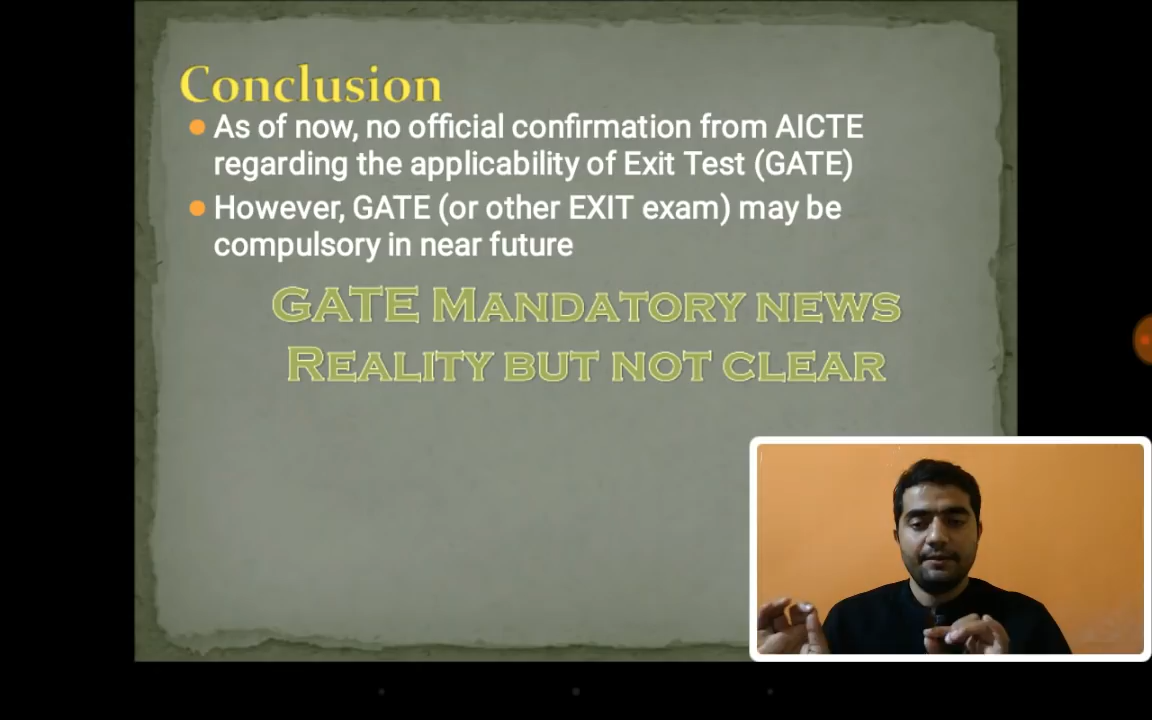 Conclusion
As of now, no official confirmation from AICTE
regarding the applicability of Exit Test (GATE)
However, GATE (or other EXIT exam) may be
compulsory in near future
GATE MANDATORY NEWS
REALITY BUT NOT CLEAR